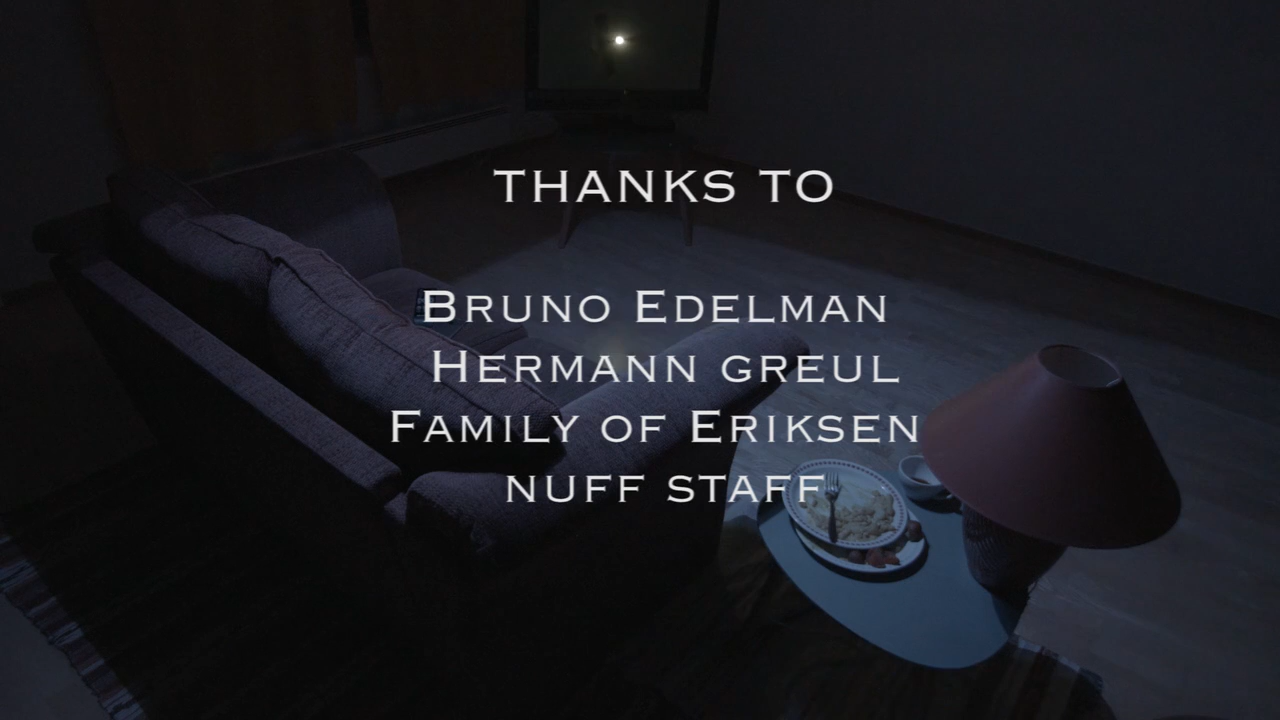 THANKS TO
BRUNO EDELMAN
HERMANN GREUL
FAMILY OF ERIKSEN
NUFF STAFF